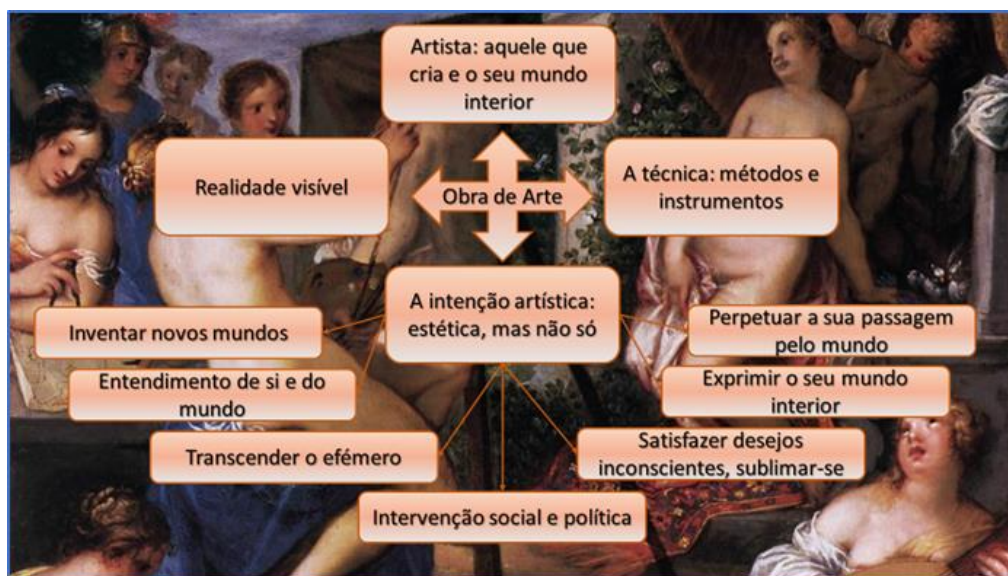 Artista: aquele que
cria e o seu mundo
interior
Realidade visível
Obra de Arte
A técnica: métodos e
instrumentos
A intenção artística:
estética, mas não só
Inventar novos mundos
Perpetuar a sua passagem
pelo mundo
Entendimento de si e do
mundo
Exprimir o seu mundo
interior
Transcender o efémero
Satisfazer desejos
inconscientes, sublimar-se
Intervenção social e política